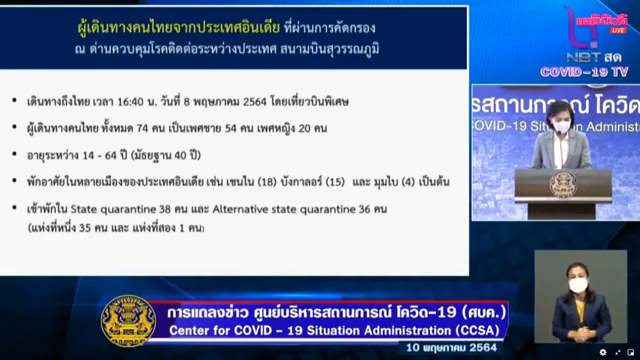 ผู้เดินทางคนไทยจากประเทศอินเดีย ที่ผ่านการคัดกรอง
ณ ด่านควบคุมโรคติดต่อระหว่างประเทศ สนามบินสุวรรณภูมิ
• เดินทางถึงไทย เวลา 16:40 น. วันที่ 8 พฤษภาคม 2564 โดยเที่ยวบินพิเศษ
• ผู้เดินทางคนไทย ทั้งหมด 74 คน เป็นเพศชาย 54 คน เพศหญิง 20 คน
• อายุระหว่าง 14 - 64 ปี (มัธยฐาน 40 ปี)
• พักอาศัยในหลายเมืองของประเทศอินเดีย เช่น เชนไน (18) บังกาลอร์ (15) และ มุมไบ (4) เป็นต้น
• เข้าพักใน State quarantine 38 คน และ Alternative state quarantine 36 คน
(แห่งที่หนึ่ง 35 คน และ แห่งที่สอง 1 คน)
LIVE
NBT สด
COVID-19 TV
ารสถานการณ์ โควิด
COVID-19 Situation Administra
การแถลงข่าว ศูนย์บริหารสถานการณ์ โควิด-19 (ศบค.)
Center for COVID - 19 Situation Administration (CCSA)
10 พฤษภาคม 2564